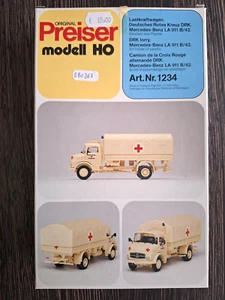 ORIGINAL
Preiser
modell HO
Lastkraftwagen.
Deutsches Rotes Kreuz DRK.
Mercedes-Benz LA 911 B/42.
DRK lorry.
Mercedes-Benz LA 911 B/42.
Camion de la Croix Rouge
allemande DRK.
Mercedes-Benz LA 911 B/42.
Art.Nr.1234